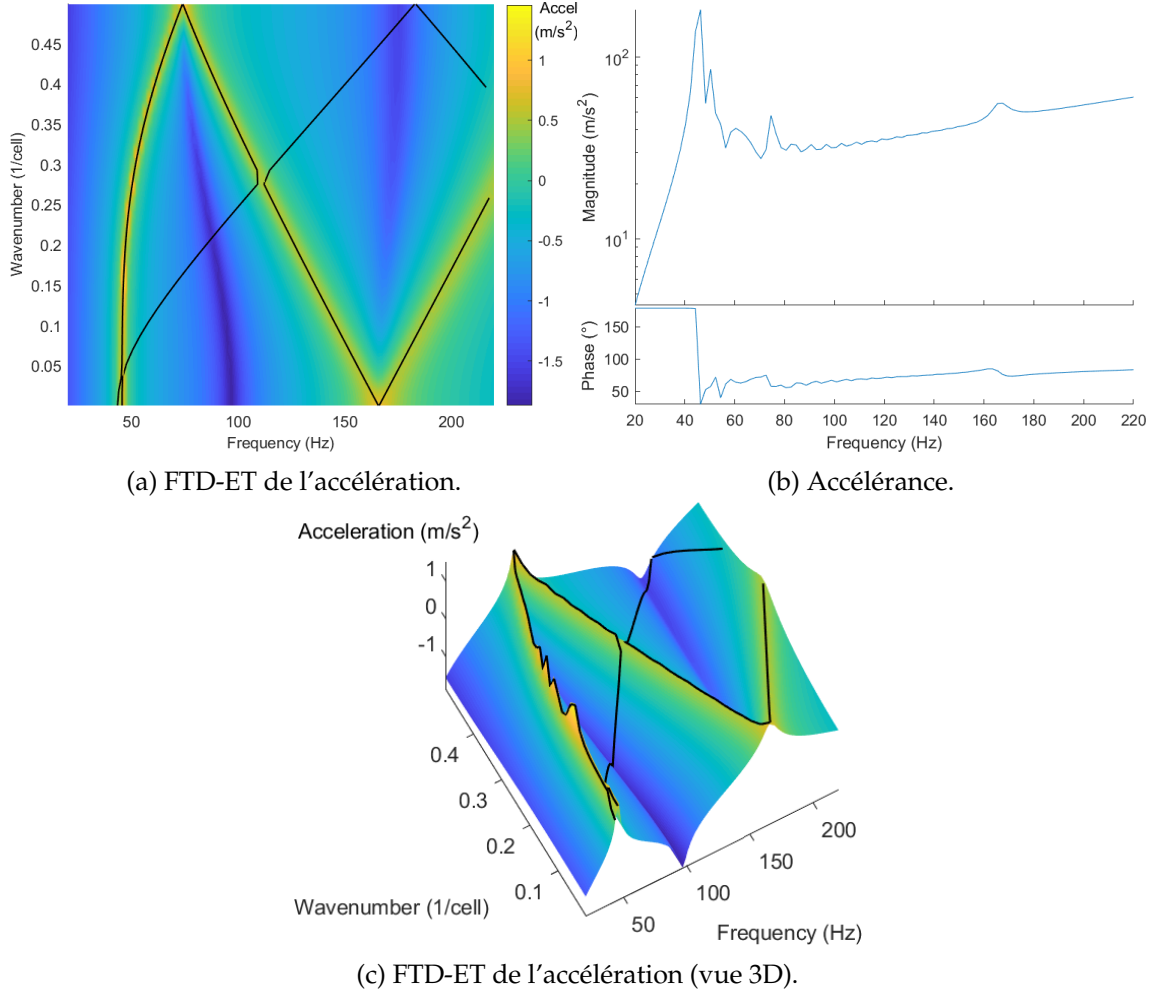 Accel
(m/s²)
0.45
0.4
0.35
0.3
0.25
0.2
0.15
0.1
0.05
Wavenumber (1/cell)
50 100 150 200
Frequency (Hz)
1
0.5
0
-0.5
-1
-1.5
(a) FTD-ET de l'accélération.
10²
10¹
Magnitude (m/s²)
150
100
50
Phase (°)
20 40 60 80 100 120 140 160 180 200 220
Frequency (Hz)
(b) Accélérance.
Acceleration (m/s²)
1
0
-1
0.4
0.3
0.2
0.1
Wavenumber (1/cell)
200
150
100
50
Frequency (Hz)
(c) FTD-ET de l'accélération (vue 3D).